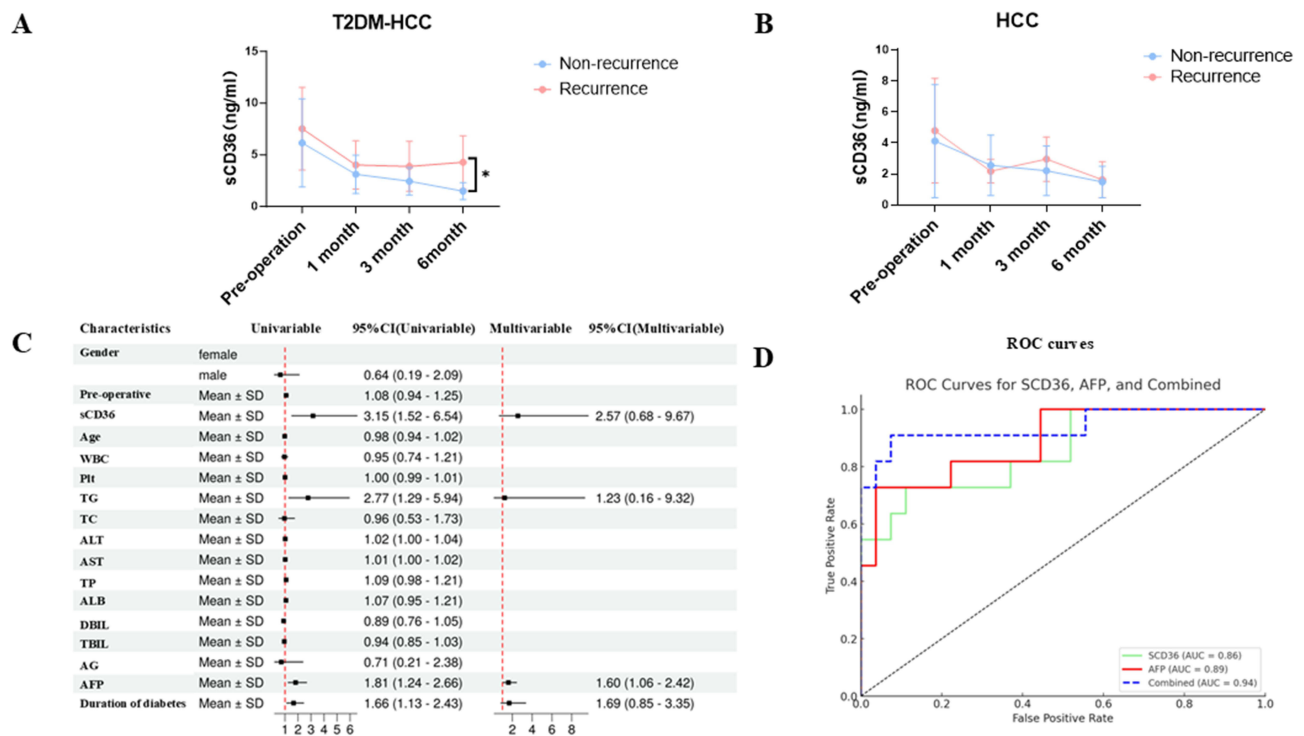 A
T2DM-HCC
sCD36 (ng/ml)
15
10
5
0
Pre-operation
1 month
3 month
6month
Non-recurrence
Recurrence
*
B
HCC
sCD36 (ng/ml)
10
8
6
4
2
0
Pre-operation
1 month
3 month
6 month
Non-recurrence
Recurrence
C
Characteristics Univariable 95%CI(Univariable) Multivariable 95%CI(Multivariable)
Gender female
male 0.64 (0.19 - 2.09)
Pre-operative Mean ± SD 1.08 (0.94 - 1.25)
sCD36 Mean ± SD 3.15 (1.52 - 6.54) 2.57 (0.68 - 9.67)
Age Mean ± SD 0.98 (0.94 - 1.02)
WBC Mean ± SD 0.95 (0.74 - 1.21)
Plt Mean ± SD 1.00 (0.99 - 1.01)
TG Mean ± SD 2.77 (1.29 - 5.94) 1.23 (0.16 - 9.32)
TC Mean ± SD 0.96 (0.53 - 1.73)
ALT Mean ± SD 1.02 (1.00 - 1.04)
AST Mean ± SD 1.01 (1.00 - 1.02)
TP Mean ± SD 1.09 (0.98 - 1.21)
ALB Mean ± SD 1.07 (0.95 - 1.21)
DBIL Mean ± SD 0.89 (0.76 - 1.05)
TBIL Mean ± SD 0.94 (0.85 - 1.03)
AG Mean ± SD 0.71 (0.21 - 2.38)
AFP Mean ± SD 1.81 (1.24 - 2.66) 1.60 (1.06 - 2.42)
Duration of diabetes Mean ± SD 1.66 (1.13 - 2.43) 1.69 (0.85 - 3.35)
1 2 3 4 5 6 2 4 6 8
D
ROC curves
ROC Curves for SCD36, AFP, and Combined
True Positive Rate
1.0
0.8
0.6
0.4
0.2
0.0
0.0 0.2 0.4 0.6 0.8 1.0
False Positive Rate
SCD36 (AUC = 0.86)
AFP (AUC = 0.89)
Combined (AUC = 0.94)